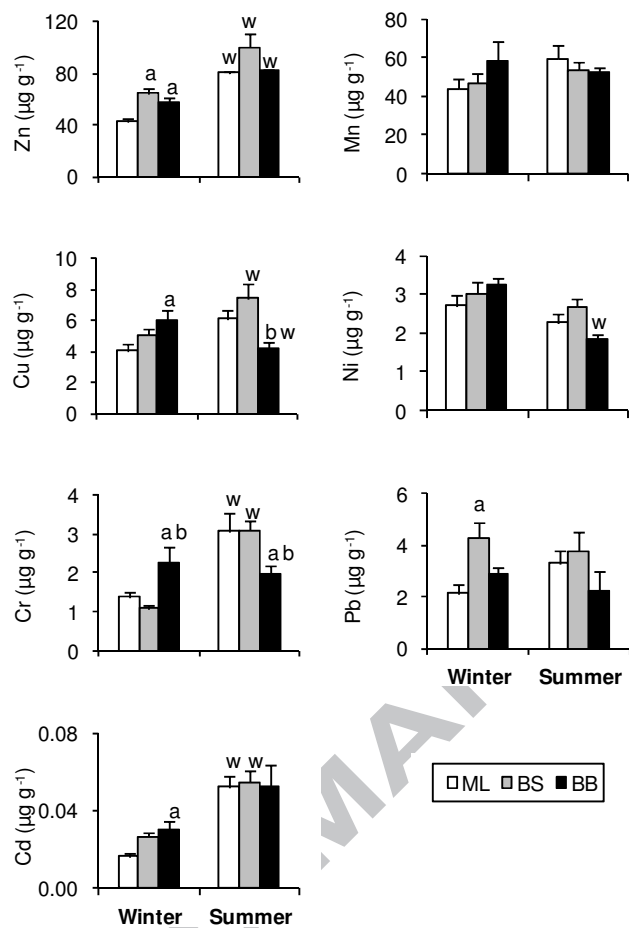 Zn (µg g⁻¹)
120
80
40
0
a
a
w
w
w
Mn (µg g⁻¹)
80
60
40
20
0
Cu (µg g⁻¹)
10
8
6
4
2
0
a
w
b w
Ni (µg g⁻¹)
4
3
2
1
0
w
Cr (µg g⁻¹)
4
3
2
1
0
a b
w
w
a b
Pb (µg g⁻¹)
6
4
2
0
a
Winter Summer
Cd (µg g⁻¹)
0.08
0.04
0.00
a
w w
Winter Summer
ML BS BB